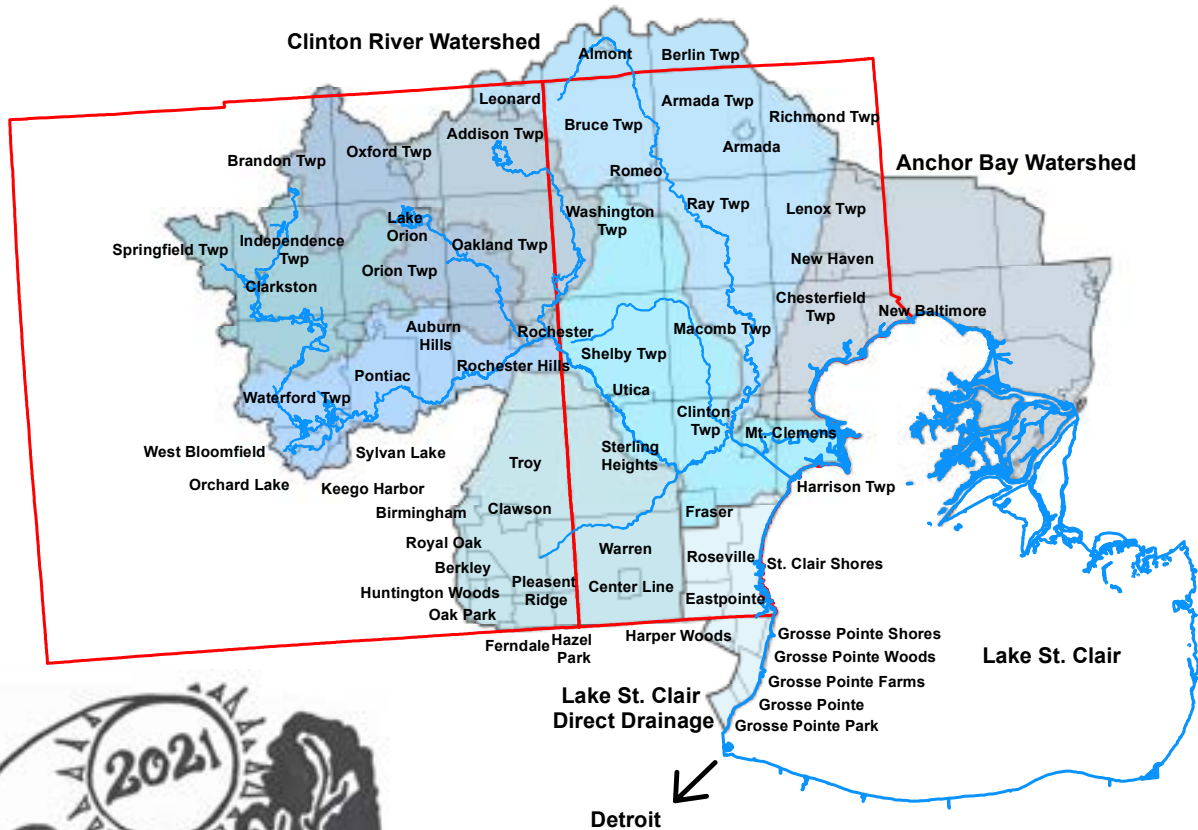 Clinton River Watershed
Almont
Berlin Twp
Leonard
Armada Twp
Richmond Twp
Bruce Twp
Addison Twp
Armada
Oxford Twp
Brandon Twp
Anchor Bay Watershed
Romeo
Washington
Twp
Ray Twp
Lenox Twp
Lake
Orion
Independence
Twp
Oakland Twp
Springfield Twp
New Haven
Orion Twp
Clarkston
Chesterfield
Twp
New Baltimore
Auburn
Hills
Rochester
Macomb Twp
Shelby Twp
Rochester Hills
Pontiac
Utica
Waterford Twp
Clinton
Twp
Mt. Clemens
West Bloomfield
Sylvan Lake
Sterling
Heights
Troy
Orchard Lake
Keego Harbor
Harrison Twp
Birmingham
Clawson
Fraser
Royal Oak
Warren
Roseville
St. Clair Shores
Berkley
Huntington Woods
Pleasant
Ridge
Center Line
Eastpointe
Oak Park
Ferndale
Hazel
Park
Harper Woods
Grosse Pointe Shores
Grosse Pointe Woods
Lake St. Clair
Grosse Pointe Farms
Lake St. Clair
Direct Drainage
Grosse Pointe
Grosse Pointe Park
2021
Detroit